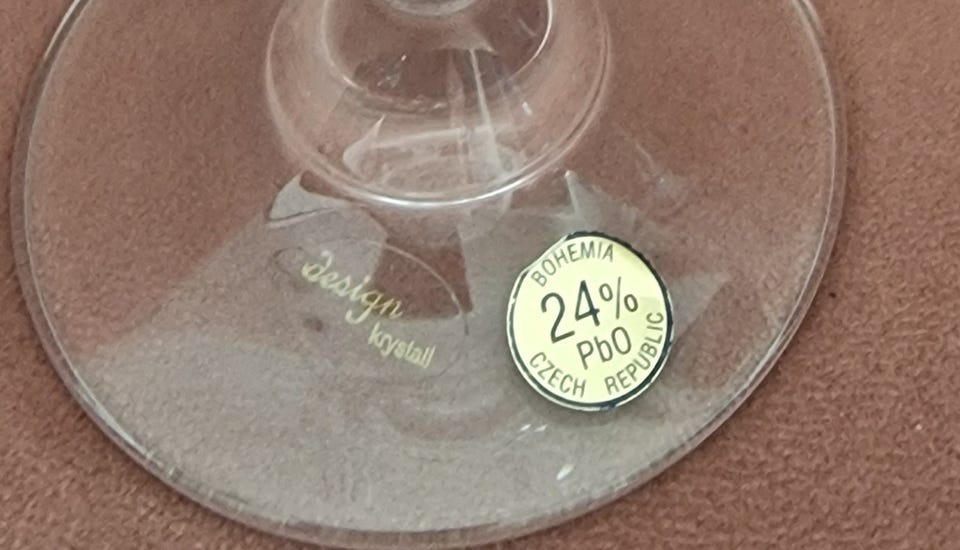 design
krystall
BOHEMIA
24%
PbO
CZECH REPUBLIC